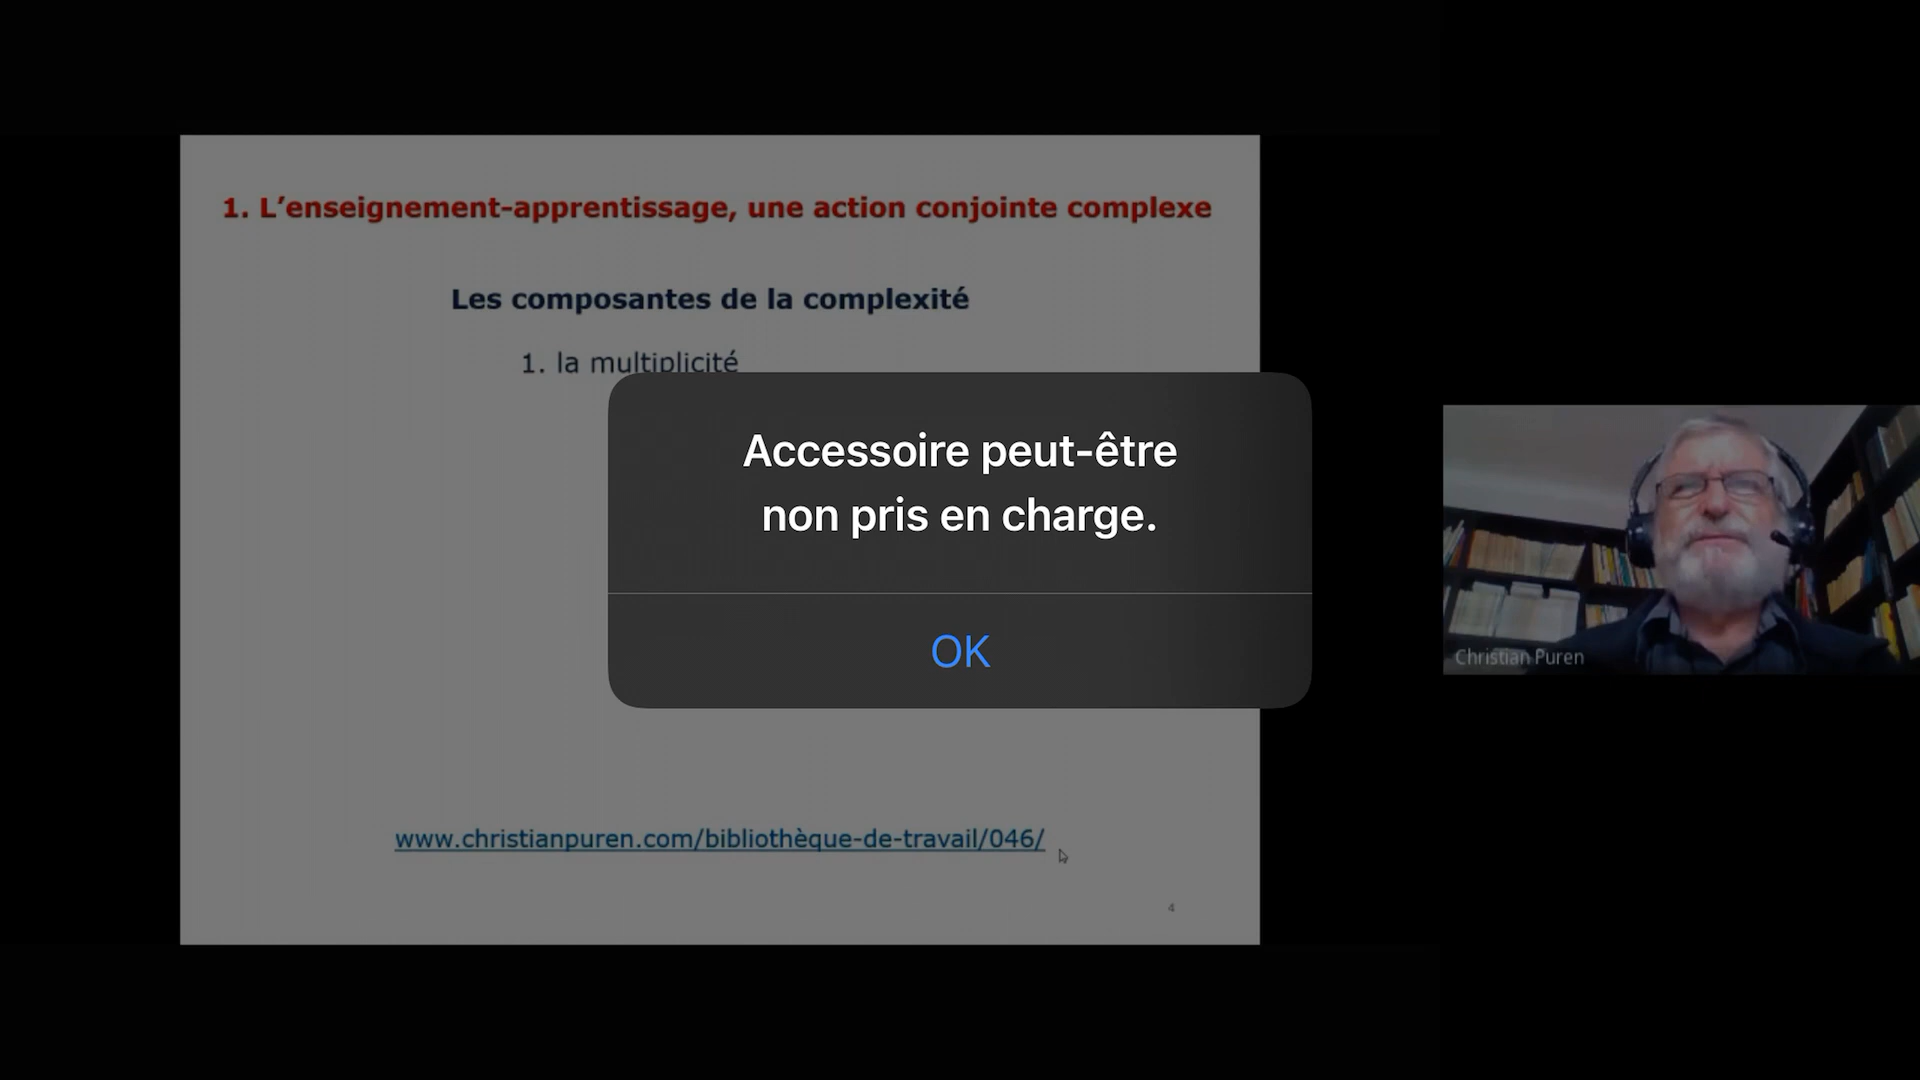 1. L’enseignement-apprentissage, une action conjointe complexe
Les composantes de la complexité
1. la multiplicité
Accessoire peut-être
non pris en charge.
OK
Christian Puren
www.christianpuren.com/bibliothèque-de-travail/046/
4